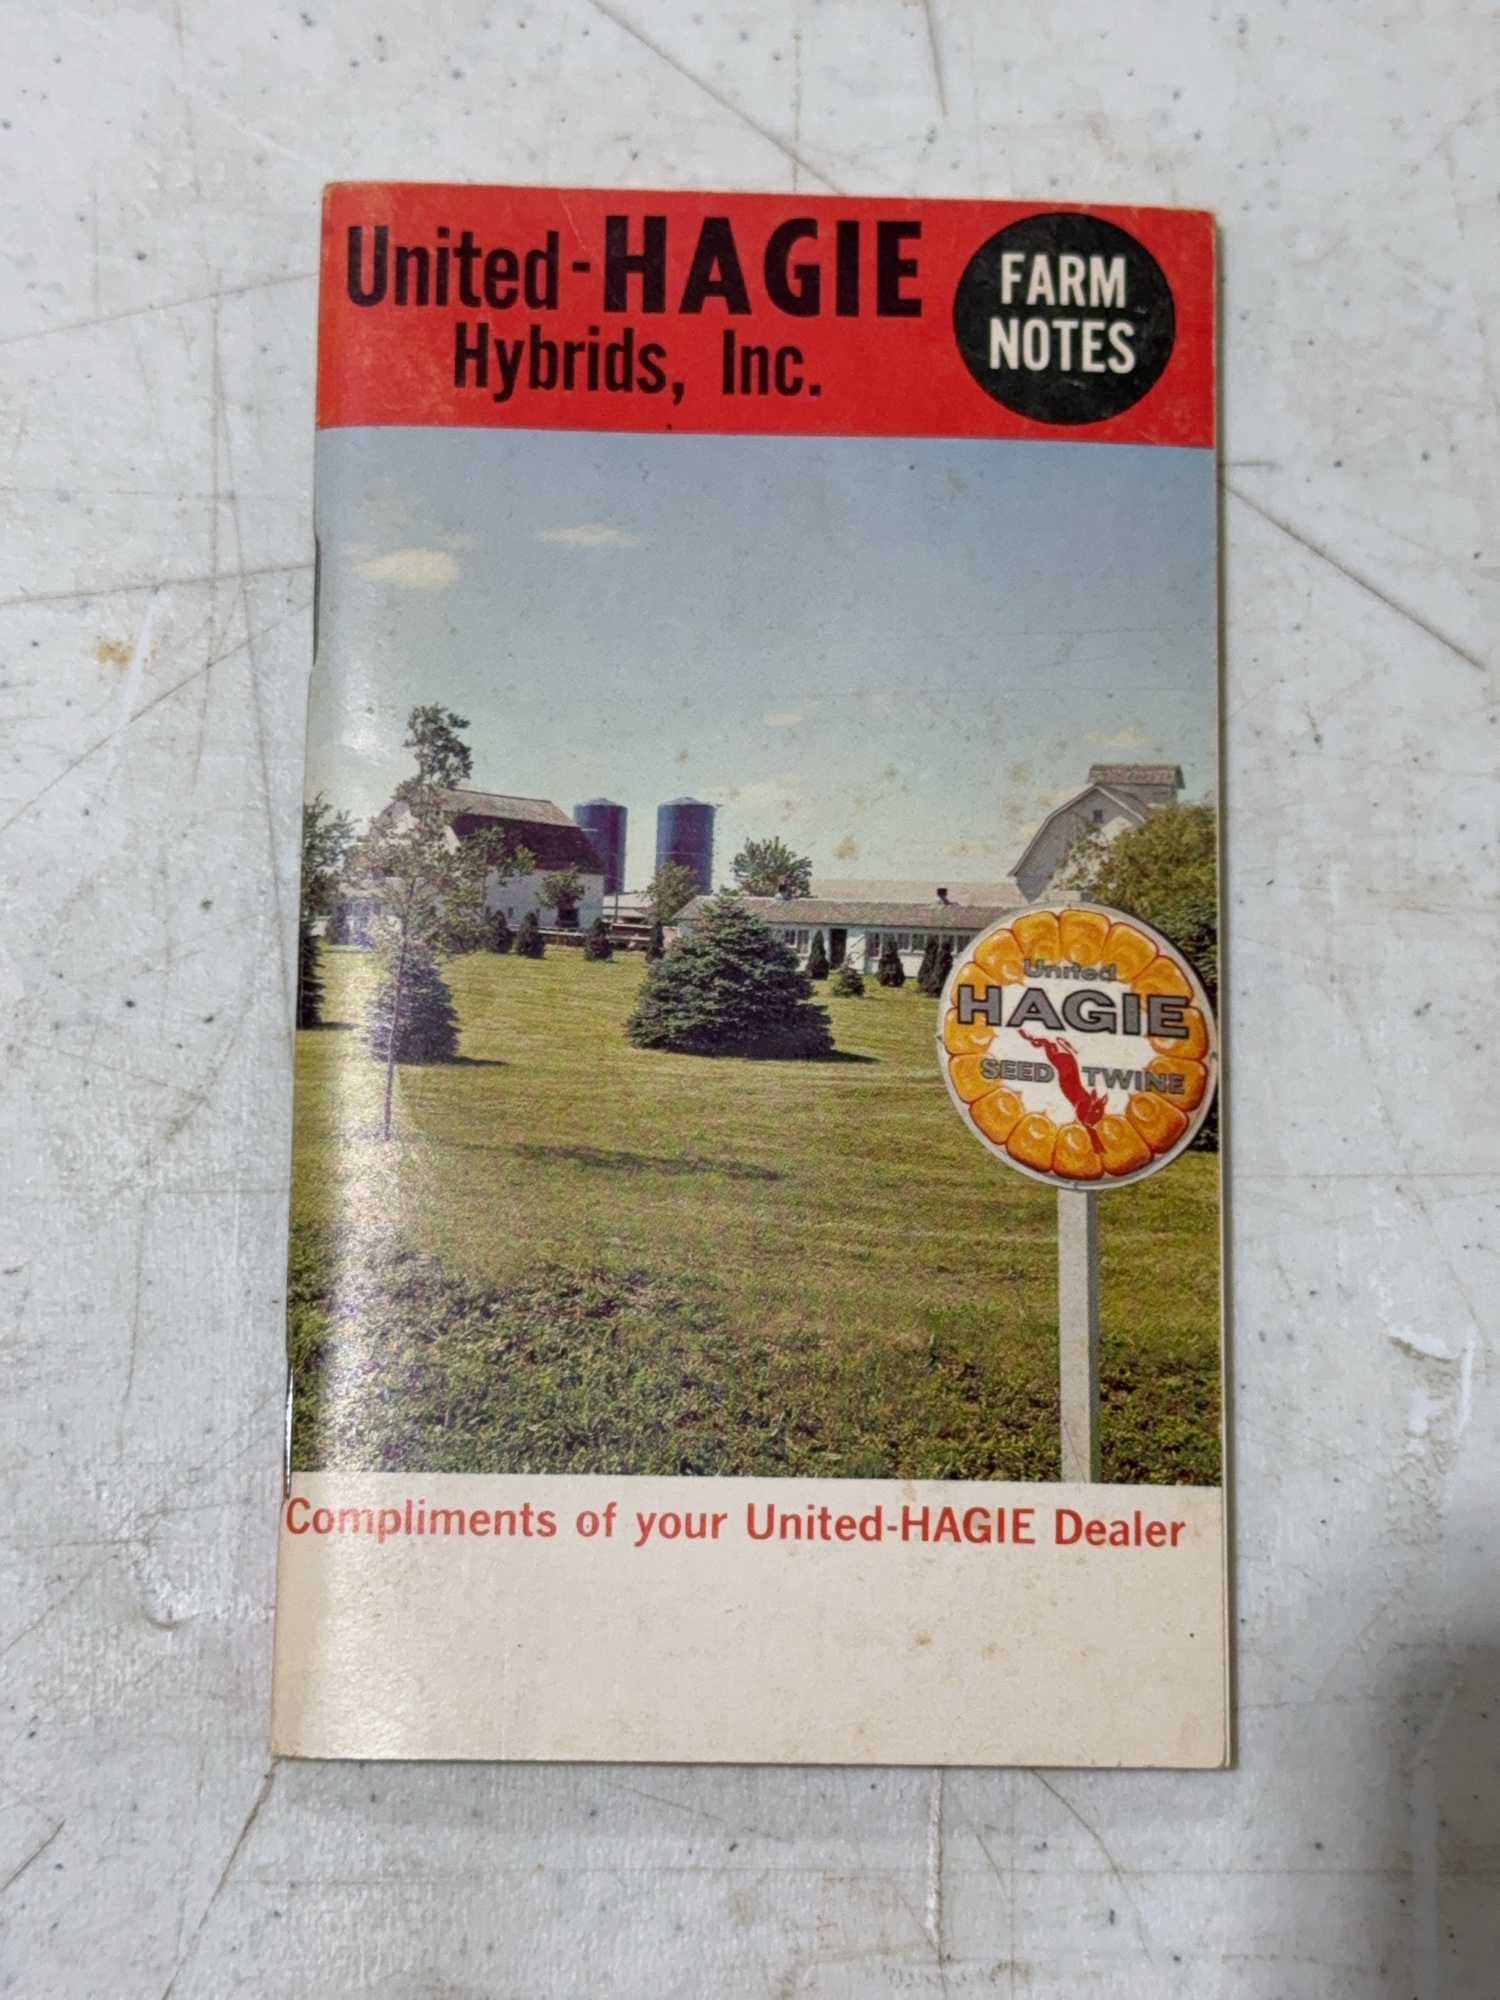 United-HAGIE
Hybrids, Inc.
FARM
NOTES
United
HAGIE
SEED TWINE
Compliments of your United-HAGIE Dealer